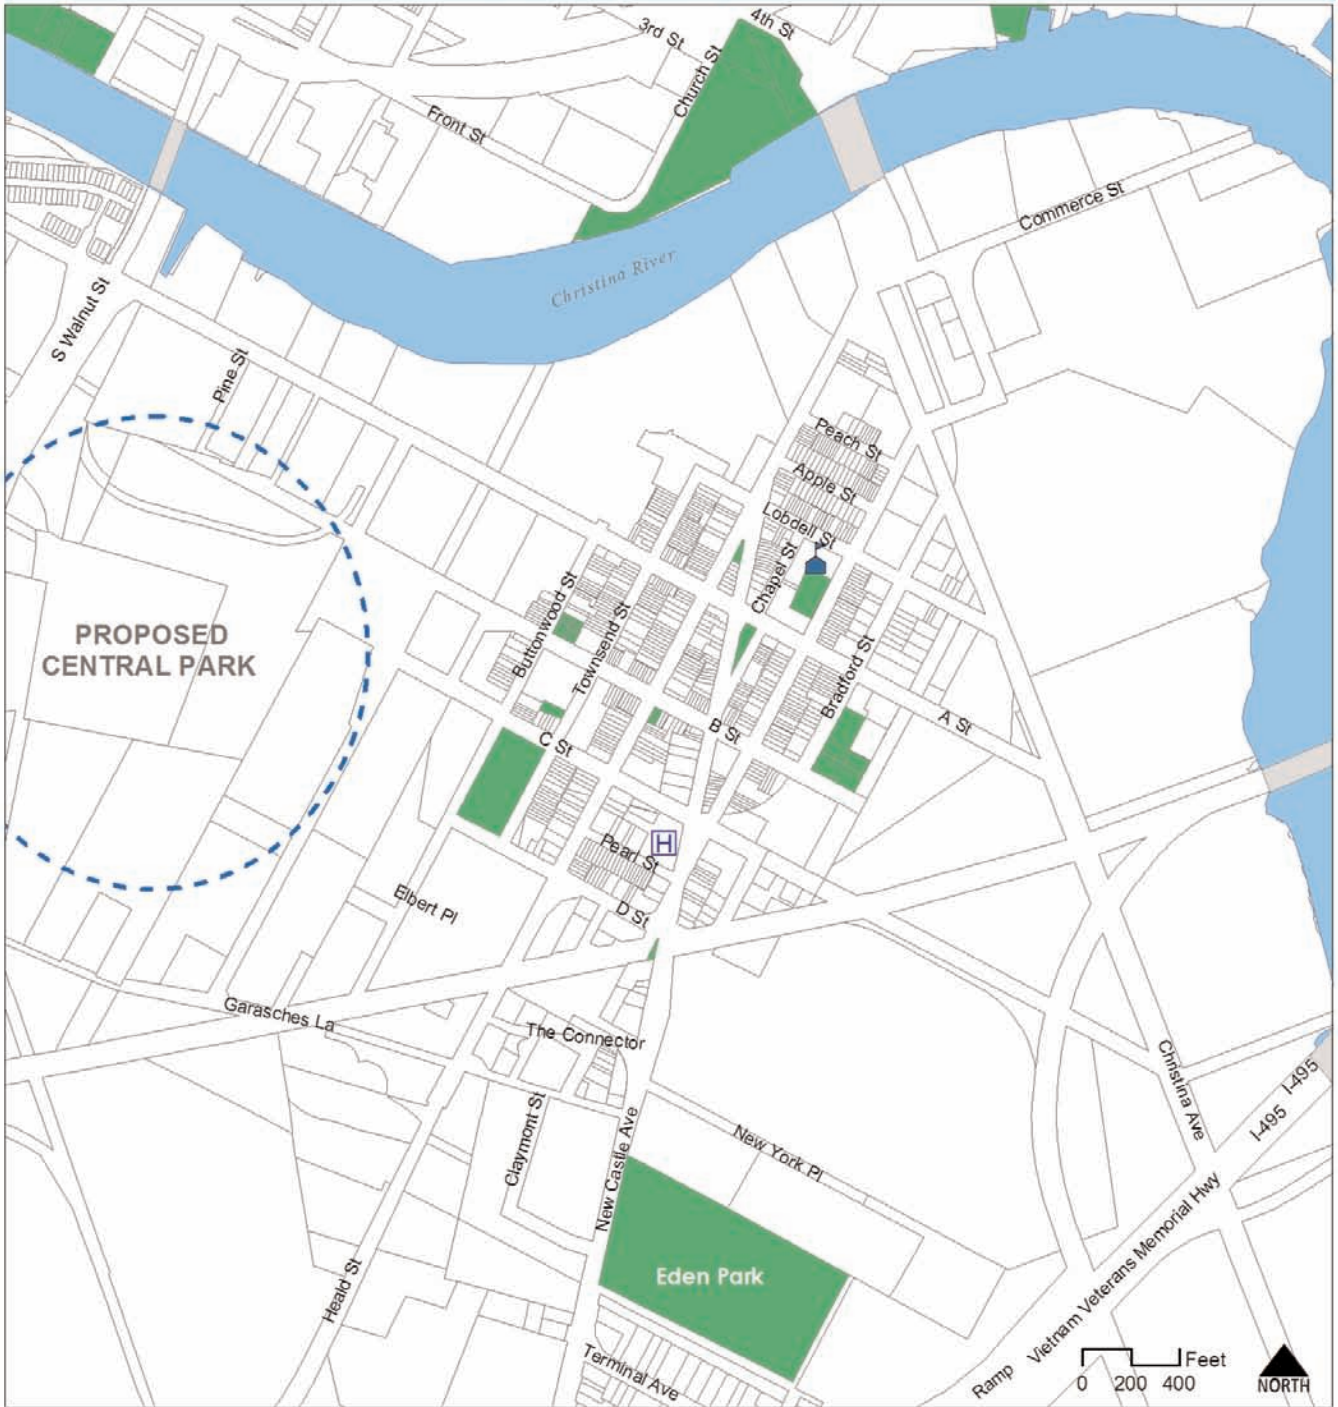 4th St
3rd St
Church St
Front St
Commerce St
Christina River
S Walnut St
Pine St
Peach St
Apple St
Lobdell St
Chapel St
Buttonwood St
Townsend St
PROPOSED
CENTRAL PARK
Bradford St
A St
B St
C St
H
Pearl St
D St
Elbert Pl
Garasches La
The Connector
Christina Ave
I-495
I-495
Claymont St
New Castle Ave
New York Pl
Vietnam Veterans Memorial Hwy
Eden Park
Heald St
Terminal Ave
Ramp
Feet
0 200 400
NORTH